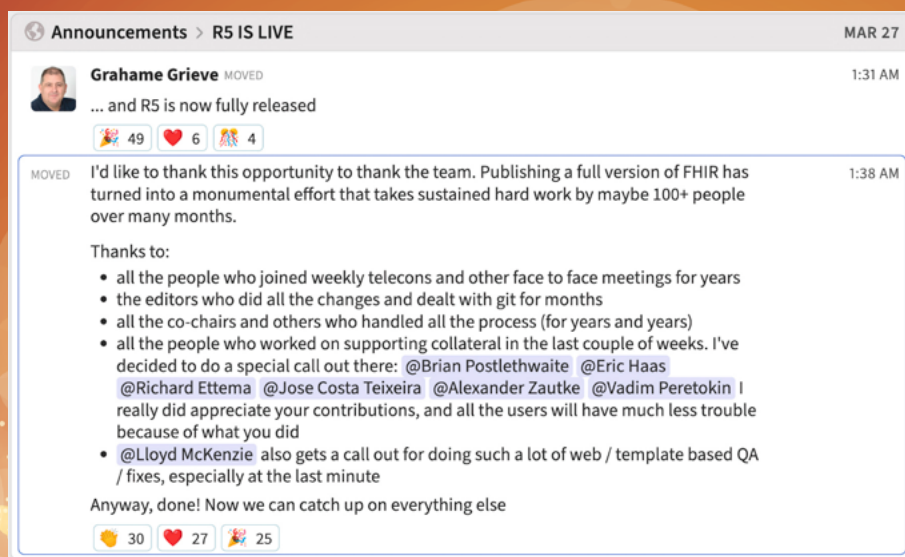 Announcements > R5 IS LIVE MAR 27
Grahame Grieve MOVED 1:31 AM
... and R5 is now fully released
🎉 49 ❤️ 6 🎊 4
MOVED I'd like to thank this opportunity to thank the team. Publishing a full version of FHIR has 1:38 AM
turned into a monumental effort that takes sustained hard work by maybe 100+ people
over many months.
Thanks to:
• all the people who joined weekly telecons and other face to face meetings for years
• the editors who did all the changes and dealt with git for months
• all the co-chairs and others who handled all the process (for years and years)
• all the people who worked on supporting collateral in the last couple of weeks. I've
decided to do a special call out there: @Brian Postlethwaite @Eric Haas
@Richard Ettema @Jose Costa Teixeira @Alexander Zautke @Vadim Peretokin I
really did appreciate your contributions, and all the users will have much less trouble
because of what you did
• @Lloyd McKenzie also gets a call out for doing such a lot of web / template based QA
/ fixes, especially at the last minute
Anyway, done! Now we can catch up on everything else
👏 30 ❤️ 27 🎉 25